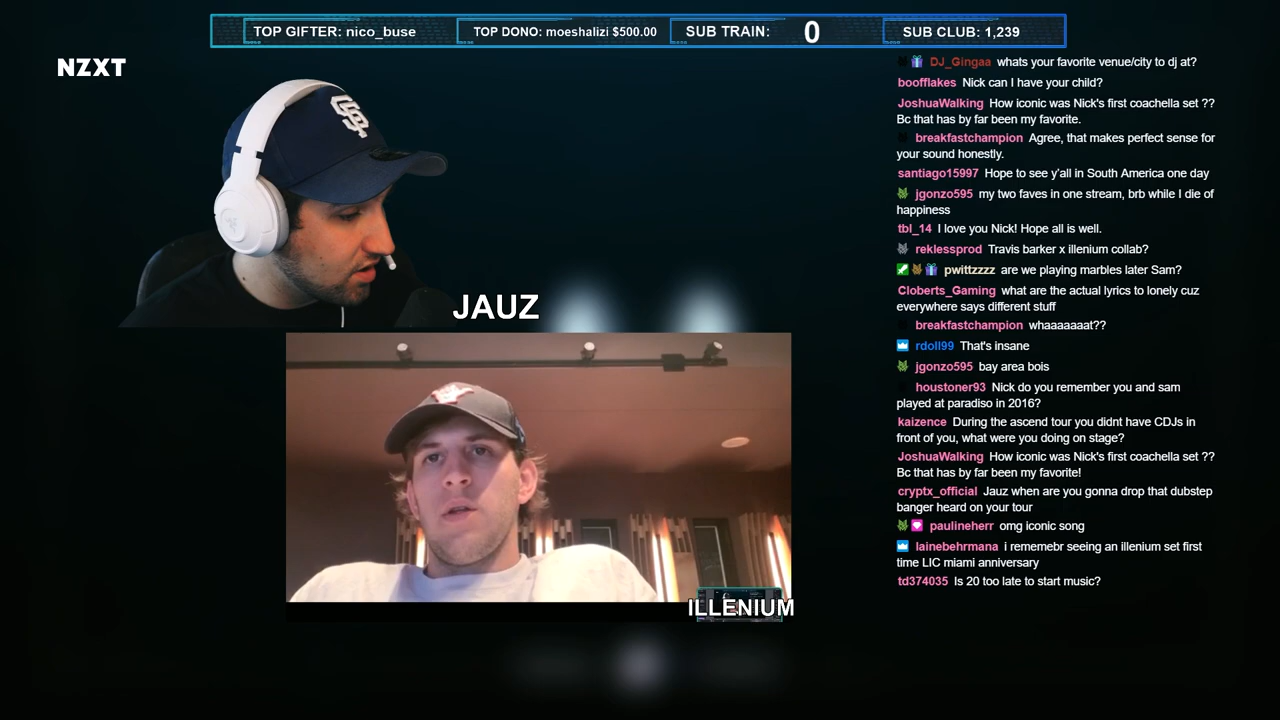 TOP GIFTER: nico_buse
TOP DONO: moeshalizi $500.00
SUB TRAIN: 0
SUB CLUB: 1,239
NZXT
SF
JAUZ
ILLENIUM
DJ_Gingaa whats your favorite venue/city to dj at?
boofflakes Nick can I have your child?
JoshuaWalking How iconic was Nick's first coachella set ??
Bc that has by far been my favorite.
breakfastchampion Agree, that makes perfect sense for
your sound honestly.
santiago15997 Hope to see y'all in South America one day
jgonzo595 my two faves in one stream, brb while I die of
happiness
tbl_14 I love you Nick! Hope all is well.
reklessprod Travis barker x illenium collab?
pwittzzzz are we playing marbles later Sam?
Cloberts_Gaming what are the actual lyrics to lonely cuz
everywhere says different stuff
breakfastchampion whaaaaaaat??
rdoll99 That's insane
jgonzo595 bay area bois
houstoner93 Nick do you remember you and sam
played at paradiso in 2016?
kaizence During the ascend tour you didnt have CDJs in
front of you, what were you doing on stage?
JoshuaWalking How iconic was Nick's first coachella set ??
Bc that has by far been my favorite!
cryptx_official Jauz when are you gonna drop that dubstep
banger heard on your tour
paulineherr omg iconic song
lainebehrmana i rememebr seeing an illenium set first
time LIC miami anniversary
td374035 Is 20 too late to start music?